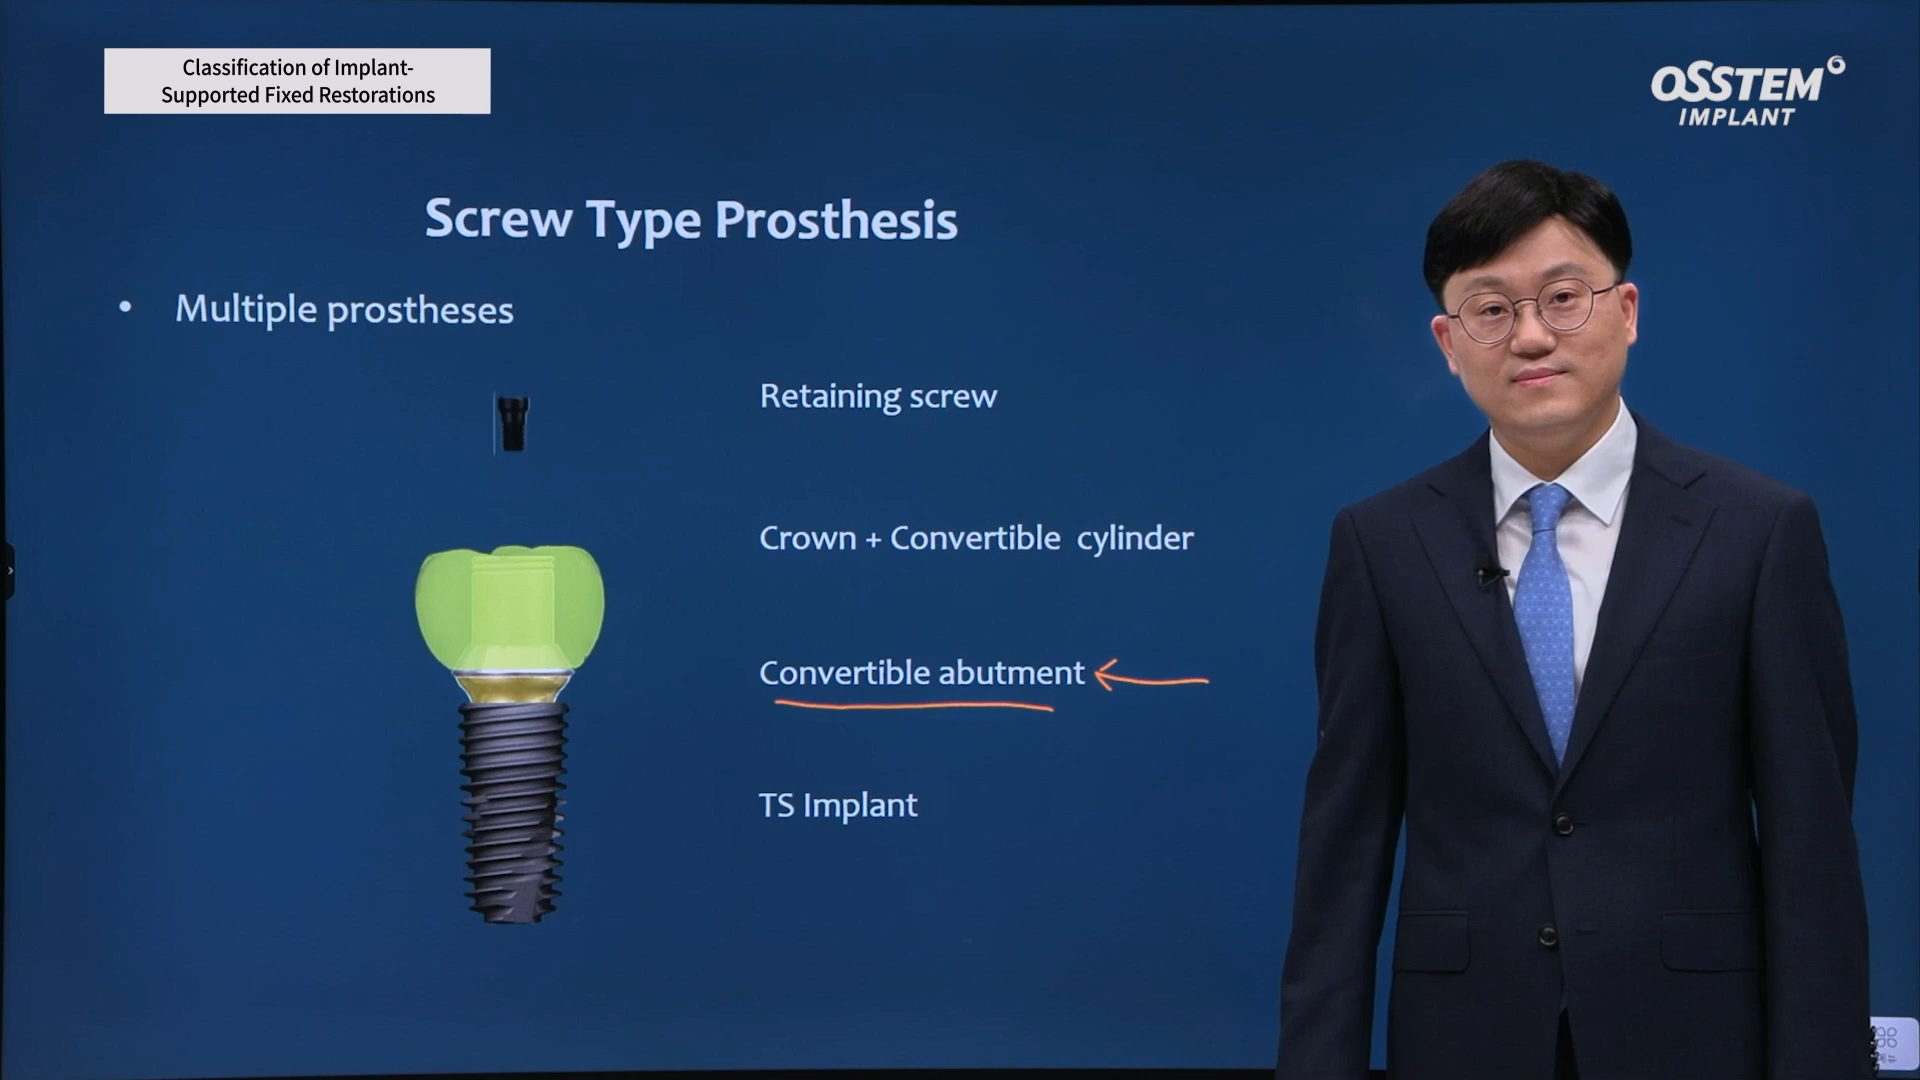 Classification of Implant-
Supported Fixed Restorations
OSSTEM
IMPLANT
Screw Type Prosthesis
• Multiple prostheses
Retaining screw
Crown + Convertible cylinder
Convertible abutment
TS Implant